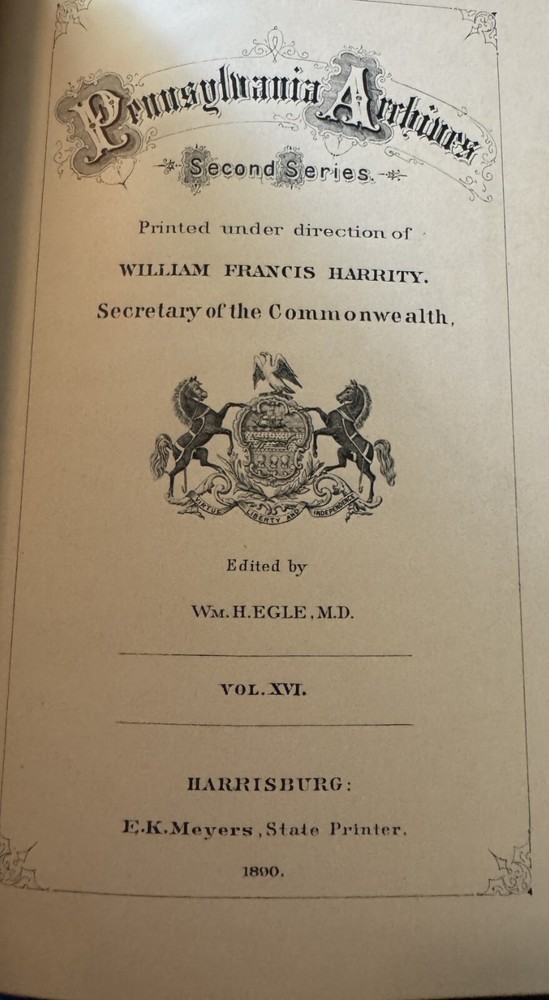 Pennsylvania Archives
Second Series.
Printed under direction of
WILLIAM FRANCIS HARRITY.
Secretary of the Commonwealth,
VIRTUE LIBERTY AND INDEPENDENCE
Edited by
WM. H. EGLE, M.D.
VOL. XVI.
HARRISBURG:
E. K. Meyers, State Printer.
1890.